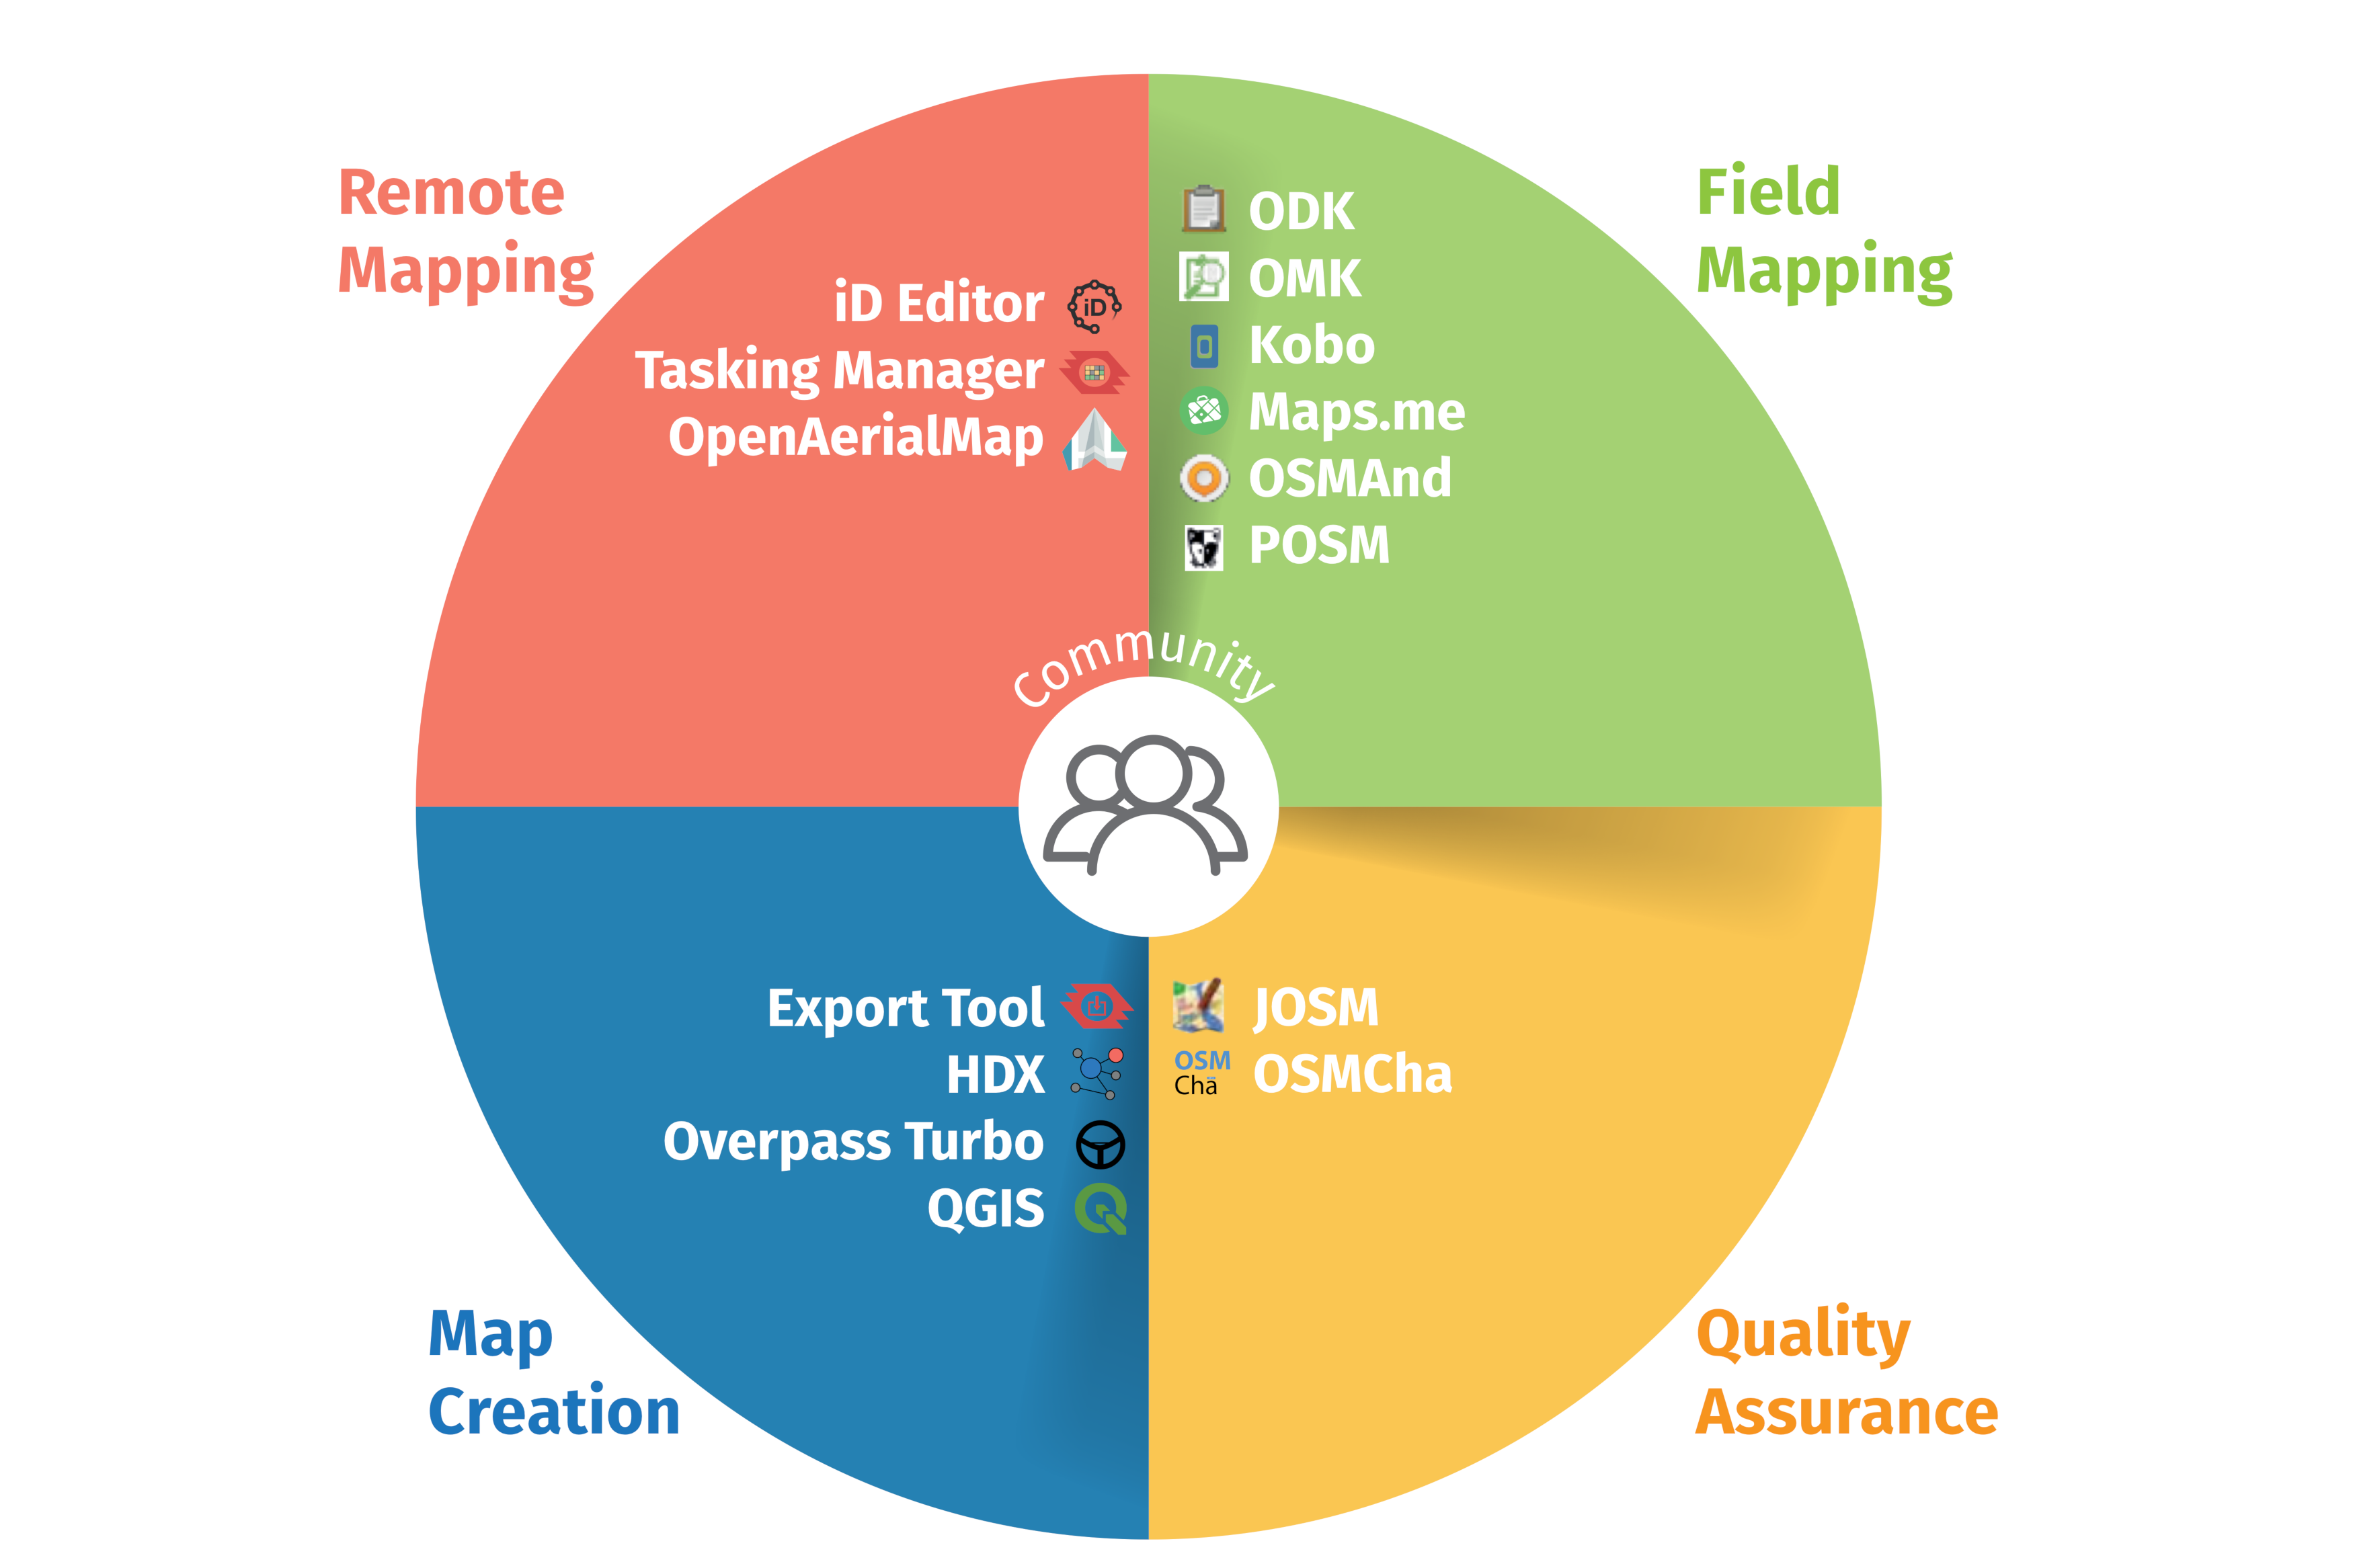 Remote
Mapping
iD Editor
iD
Tasking Manager
OpenAerialMap
Field
Mapping
ODK
OMK
Kobo
Maps.me
OSMAnd
POSM
Community
Export Tool
HDX
Overpass Turbo
QGIS
Map
Creation
JOSM
OSM
Cha
OSMCha
Quality
Assurance